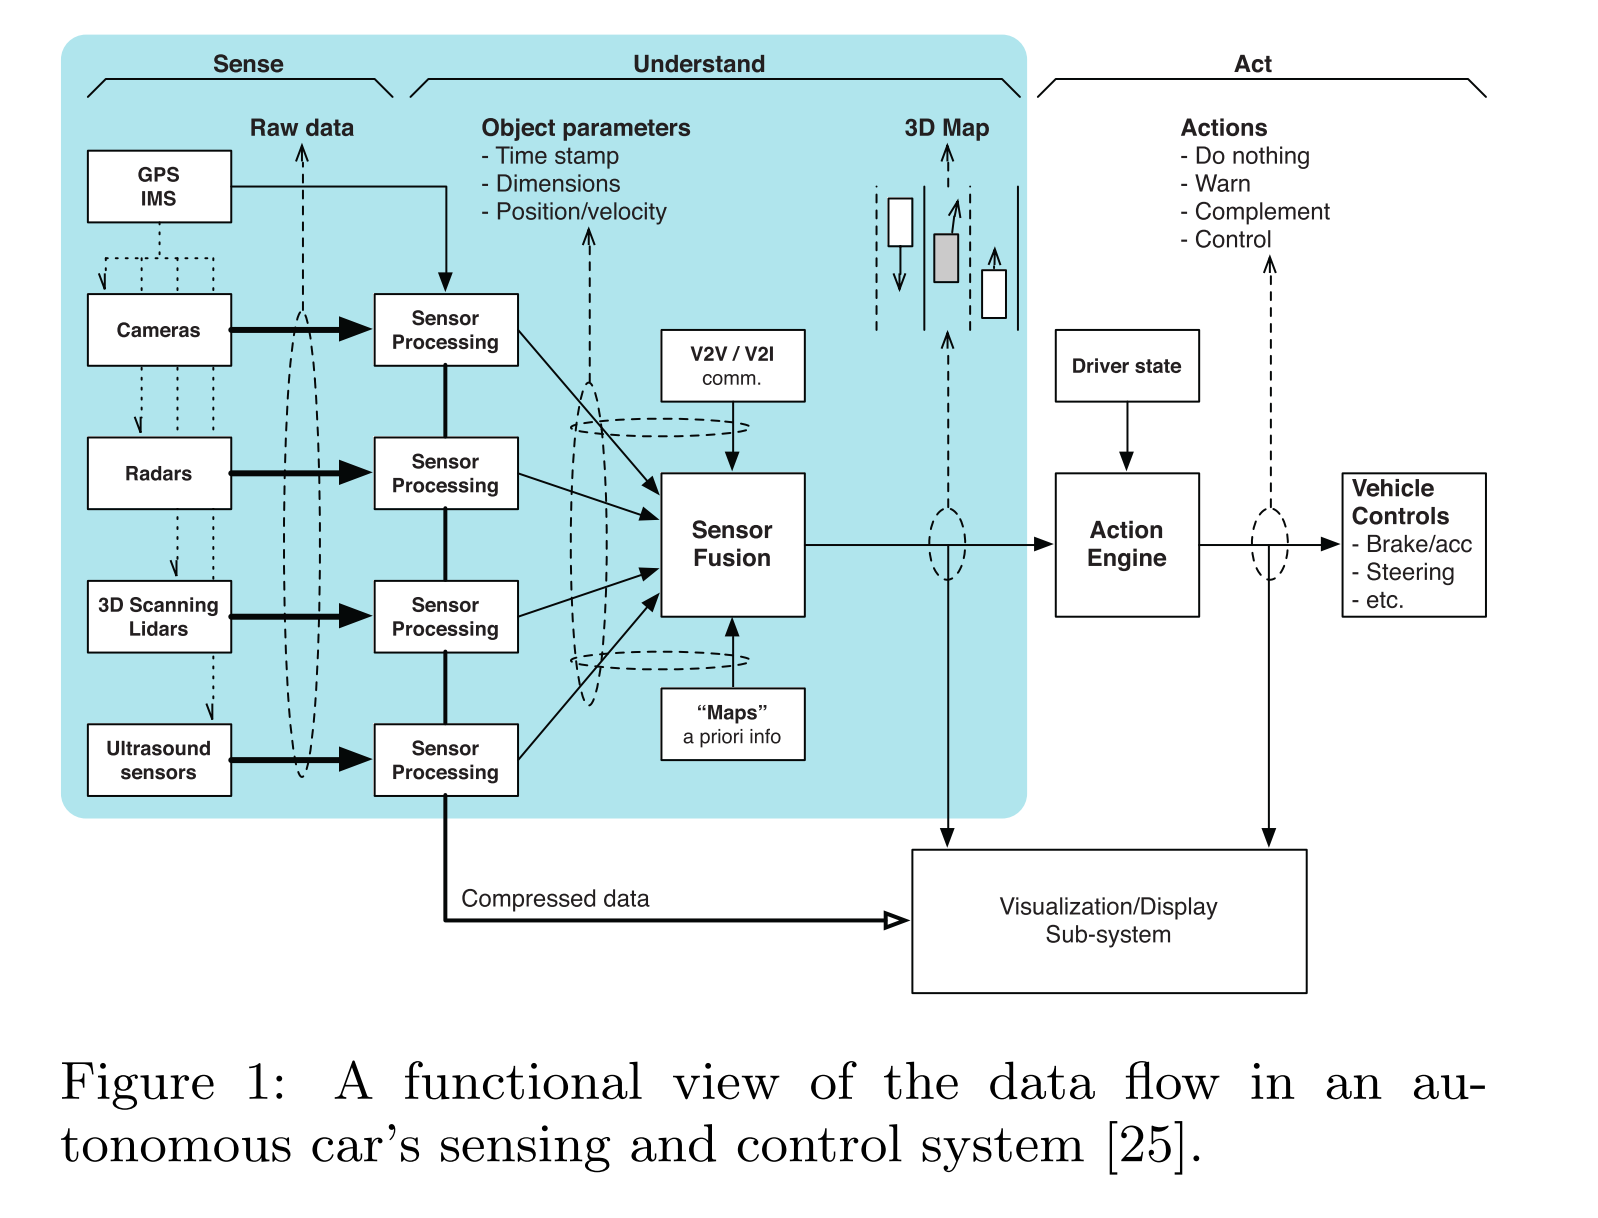 Sense
Understand
Act
Raw data
Object parameters
- Time stamp
- Dimensions
- Position/velocity
3D Map
Actions
- Do nothing
- Warn
- Complement
- Control
GPS
IMS
Cameras
Sensor
Processing
V2V / V2I
comm.
Driver state
Radars
Sensor
Processing
Sensor
Fusion
Action
Engine
Vehicle
Controls
- Brake/acc
- Steering
- etc.
3D Scanning
Lidars
Sensor
Processing
"Maps"
a priori info
Ultrasound
sensors
Sensor
Processing
Compressed data
Visualization/Display
Sub-system
Figure 1: A functional view of the data flow in an au-
tonomous car's sensing and control system [25].